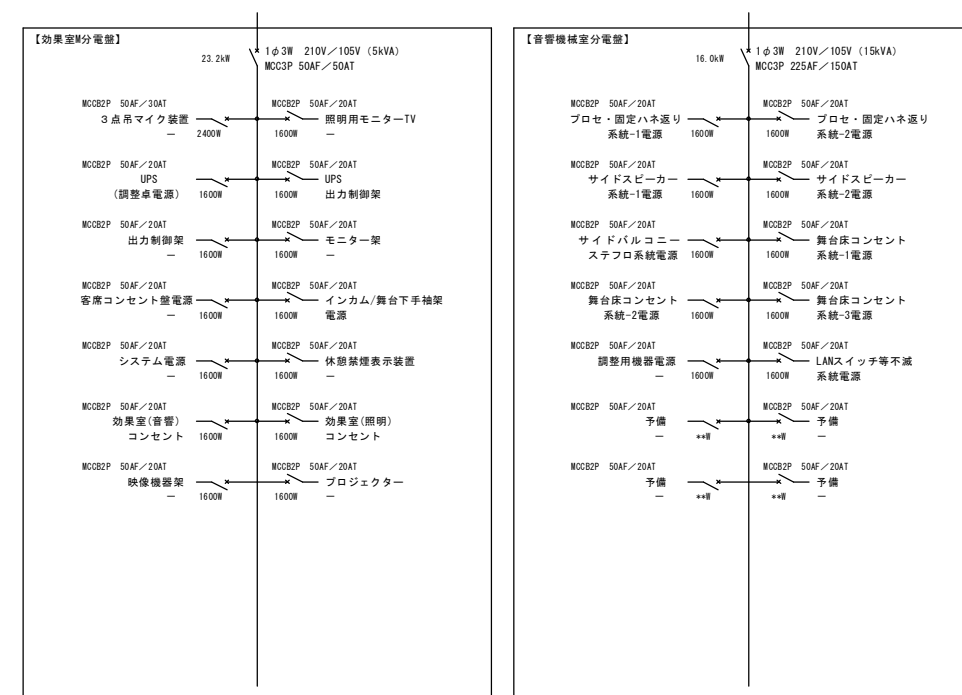 【効果室M分電盤】
23.2kW
1φ3W 210V／105V (5kVA)
MCC3P 50AF／50AT
MCCB2P 50AF／30AT
３点吊マイク装置
―
2400W
MCCB2P 50AF／20AT
照明用モニターTV
1600W
―
MCCB2P 50AF／20AT
UPS
(調整卓電源)
1600W
MCCB2P 50AF／20AT
UPS
1600W
出力制御架
MCCB2P 50AF／20AT
出力制御架
―
1600W
MCCB2P 50AF／20AT
モニター架
1600W
―
MCCB2P 50AF／20AT
客席コンセント盤電源
―
1600W
MCCB2P 50AF／20AT
インカム/舞台下手袖架
1600W
電源
MCCB2P 50AF／20AT
システム電源
―
1600W
MCCB2P 50AF／20AT
休憩禁煙表示装置
1600W
―
MCCB2P 50AF／20AT
効果室(音響)
コンセント
1600W
MCCB2P 50AF／20AT
効果室(照明)
1600W
コンセント
MCCB2P 50AF／20AT
映像機器架
―
1600W
MCCB2P 50AF／20AT
プロジェクター
1600W
―
【音響機械室分電盤】
16.0kW
1φ3W 210V／105V (15kVA)
MCC3P 225AF／150AT
MCCB2P 50AF／20AT
プロセ・固定ハネ返り
系統-1電源
1600W
MCCB2P 50AF／20AT
プロセ・固定ハネ返り
1600W
系統-2電源
MCCB2P 50AF／20AT
サイドスピーカー
系統-1電源
1600W
MCCB2P 50AF／20AT
サイドスピーカー
1600W
系統-2電源
MCCB2P 50AF／20AT
サイドバルコニー
ステフロ系統電源
1600W
MCCB2P 50AF／20AT
舞台床コンセント
1600W
系統-1電源
MCCB2P 50AF／20AT
舞台床コンセント
系統-2電源
1600W
MCCB2P 50AF／20AT
舞台床コンセント
1600W
系統-3電源
MCCB2P 50AF／20AT
調整用機器電源
―
1600W
MCCB2P 50AF／20AT
LANスイッチ等不滅
1600W
系統電源
MCCB2P 50AF／20AT
予備
―
**W
MCCB2P 50AF／20AT
予備
**W
―
MCCB2P 50AF／20AT
予備
―
**W
MCCB2P 50AF／20AT
予備
**W
―